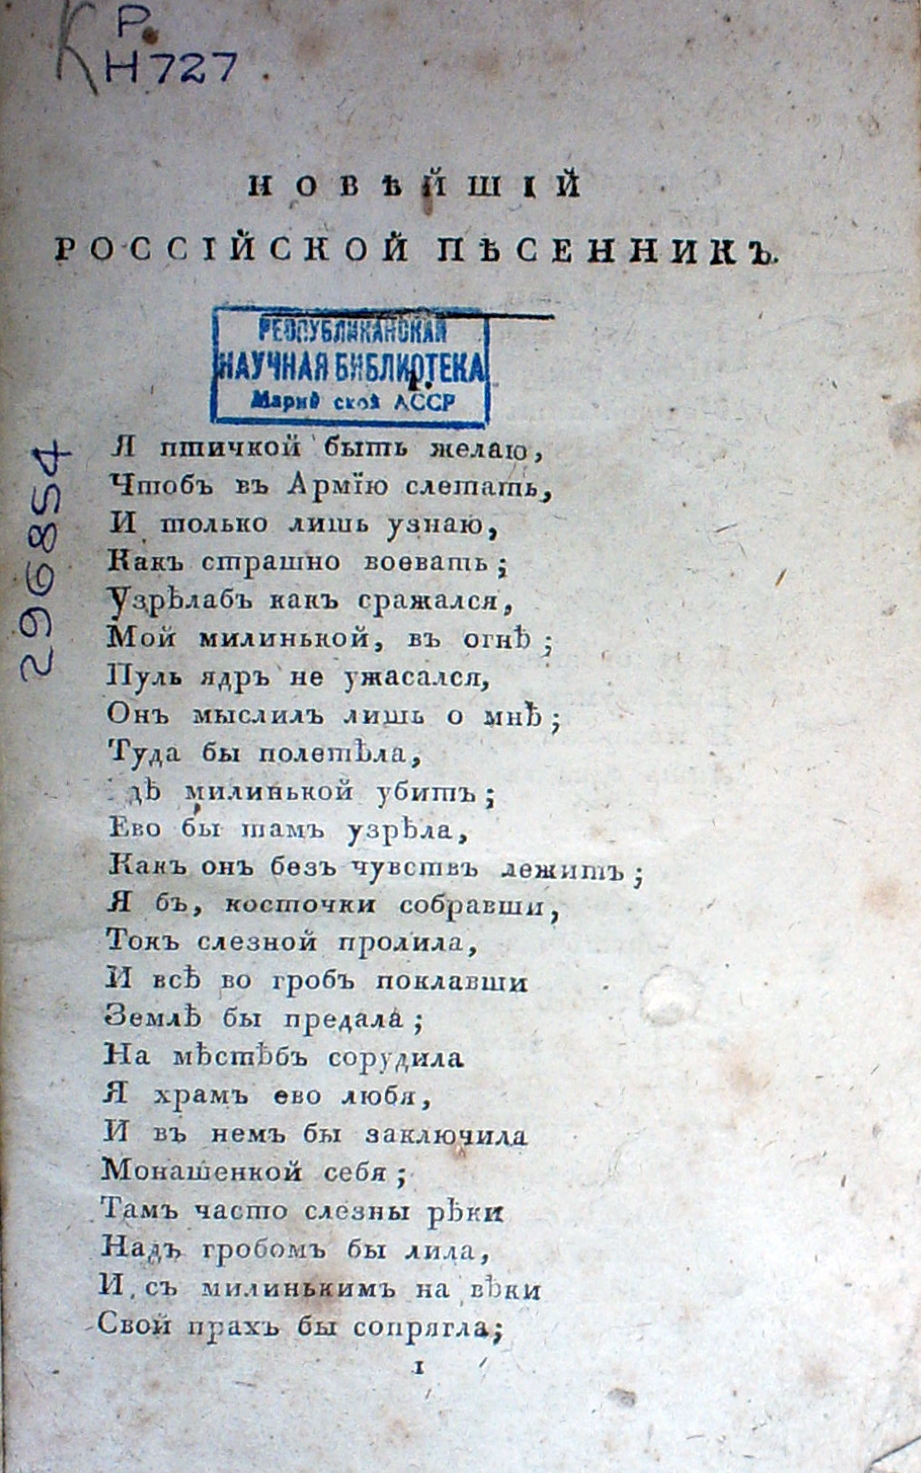 Р
К Н727
НОВѢЙШІЙ
РОССІЙСКОЙ ПѢСЕННИКЪ.
РЕСПУБЛИКАНСКАЯ
НАУЧНАЯ БИБЛИОТЕКА
Марийской АССР
1.
296854
Я птичкой быть желаю,
Чтобъ въ Армїю слетать,
И только лишь узнаю,
Какъ страшно воевать;
Узрѣлабъ какъ сражался,
Мой милинькой, въ огнѣ;
Пуль ядръ не ужасался,
Онъ мыслилъ лишь о мнѣ;
Туда бы полетѣла,
дѣ милинькой убитъ;
Ево бы тамъ узрѣла,
Какъ онъ безъ чувствъ лежитъ;
Я бъ, косточки собравши,
Токъ слезной пролила,
И всѣ во гробъ поклавши
Землѣ бы предала;
На мѣстѣбъ сорудила
Я храмъ ево любя,
И въ немъ бы заключила
Монашенкой себя;
Тамъ часто слезны рѣки
Надъ гробомъ бы лила,
И съ милинькимъ на вѣки
Свой прахъ бы сопрягла;
1